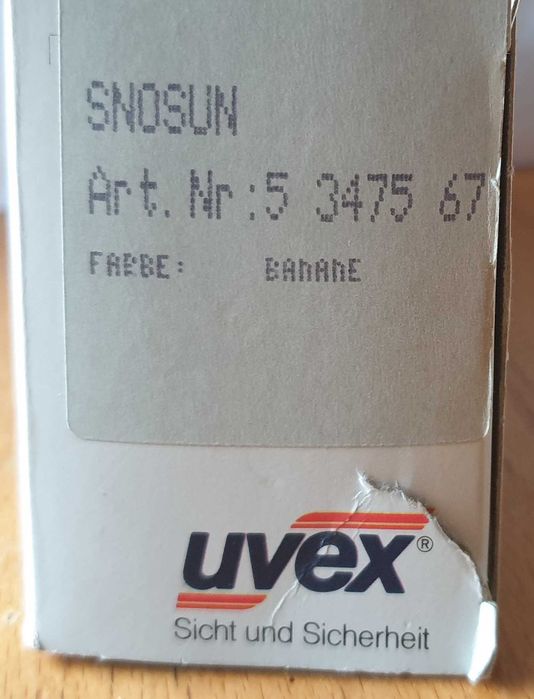 SNOSUN
Art. Nr :5 3475 67
FARBE: BANANE
uvex®
Sicht und Sicherheit